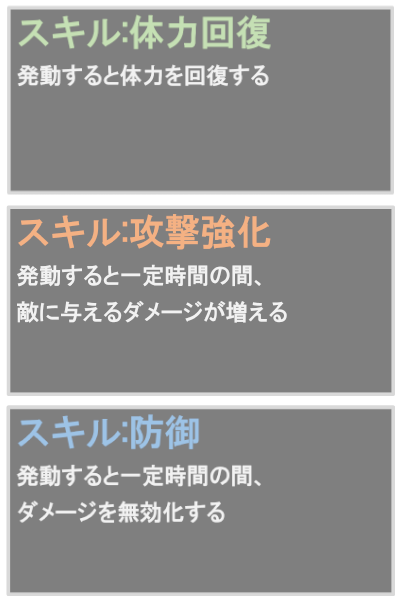 スキル:体力回復
発動すると体力を回復する
スキル:攻撃強化
発動すると一定時間の間、
敵に与えるダメージが増える
スキル:防御
発動すると一定時間の間、
ダメージを無効化する